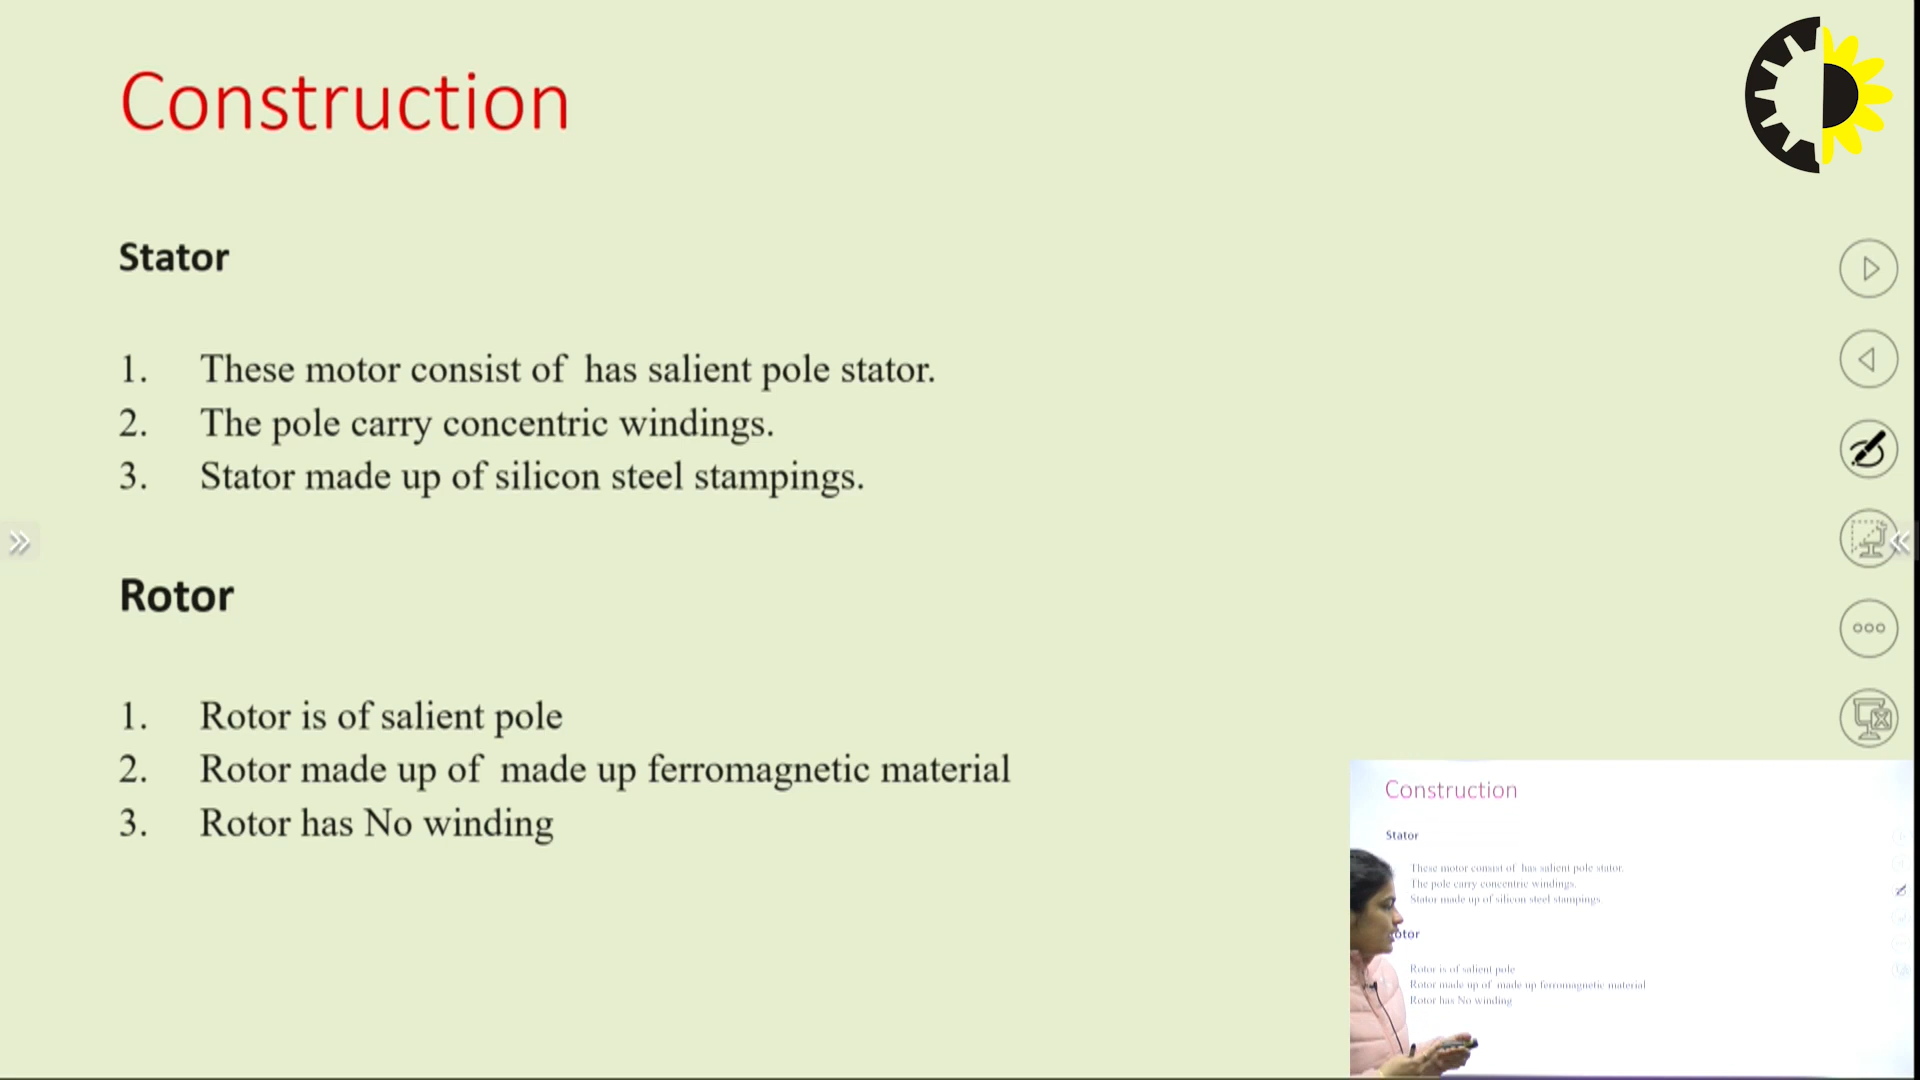 Construction
Stator
1. These motor consist of has salient pole stator.
2. The pole carry concentric windings.
3. Stator made up of silicon steel stampings.
Rotor
1. Rotor is of salient pole
2. Rotor made up of made up ferromagnetic material
3. Rotor has No winding
Construction
Stator
These motor consist of has salient pole stator.
The pole carry concentric windings.
Stator made up of silicon steel stampings.
otor
Rotor is of salient pole
Rotor made up of made up ferromagnetic material
Rotor has No winding